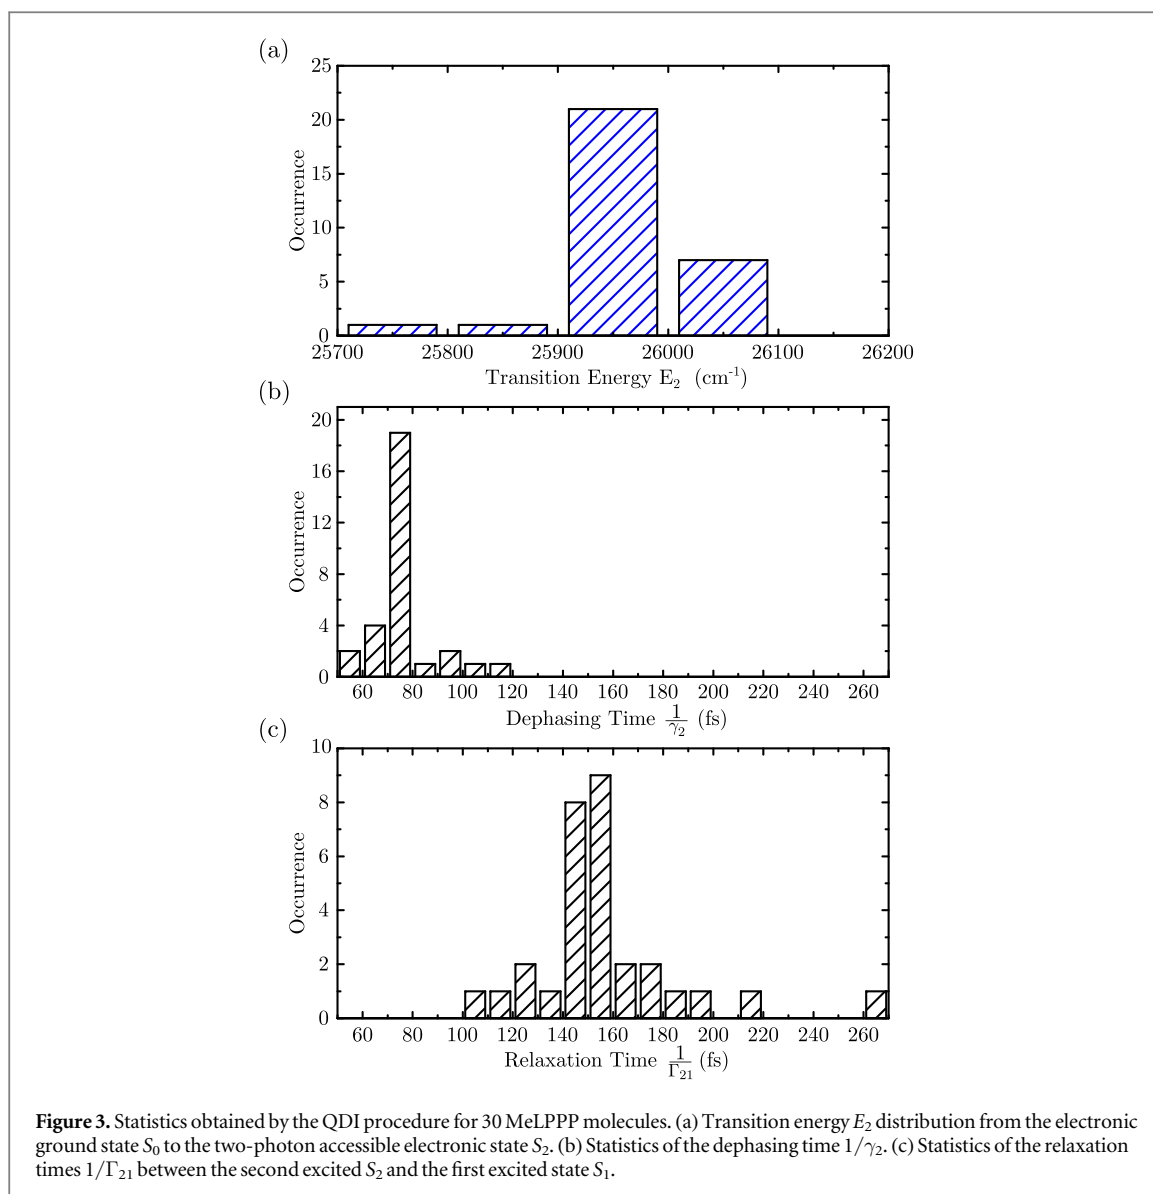 (a)
25
20
15
10
5
0
Occurrence
25700 25800 25900 26000 26100 26200
Transition Energy E₂ (cm⁻¹)
(b)
20
16
12
8
4
0
Occurrence
60 80 100 120 140 160 180 200 220 240 260
Dephasing Time 1/γ₂ (fs)
(c)
10
8
6
4
2
0
Occurrence
60 80 100 120 140 160 180 200 220 240 260
Relaxation Time 1/Γ₂₁ (fs)
Figure 3. Statistics obtained by the QDI procedure for 30 MeLPPP molecules. (a) Transition energy E₂ distribution from the electronic
ground state S₀ to the two-photon accessible electronic state S₂. (b) Statistics of the dephasing time 1/γ₂. (c) Statistics of the relaxation
times 1/Γ₂₁ between the second excited S₂ and the first excited state S₁.